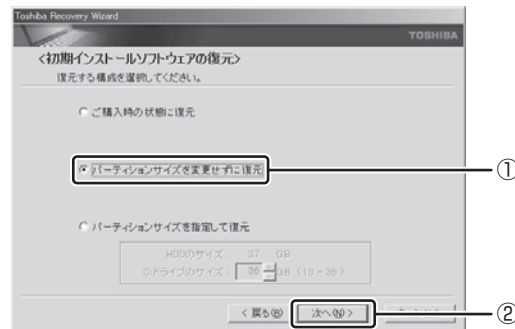 Toshiba Recovery Wizard
TOSHIBA
<初期インストールソフトウェアの復元>
復元する構成を選択してください。
ご購入時の状態に復元
パーティションサイズを変更せずに復元
①
パーティションサイズを指定して復元
HDDのサイズ: 37 GB
Cドライブのサイズ: 36 GB (10 - 36)
< 戻る(B) 次へ(N) >
②